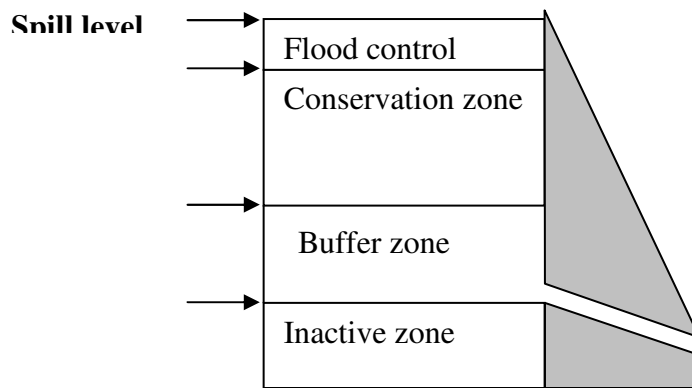 Spill level
Flood control
Conservation zone
Buffer zone
Inactive zone